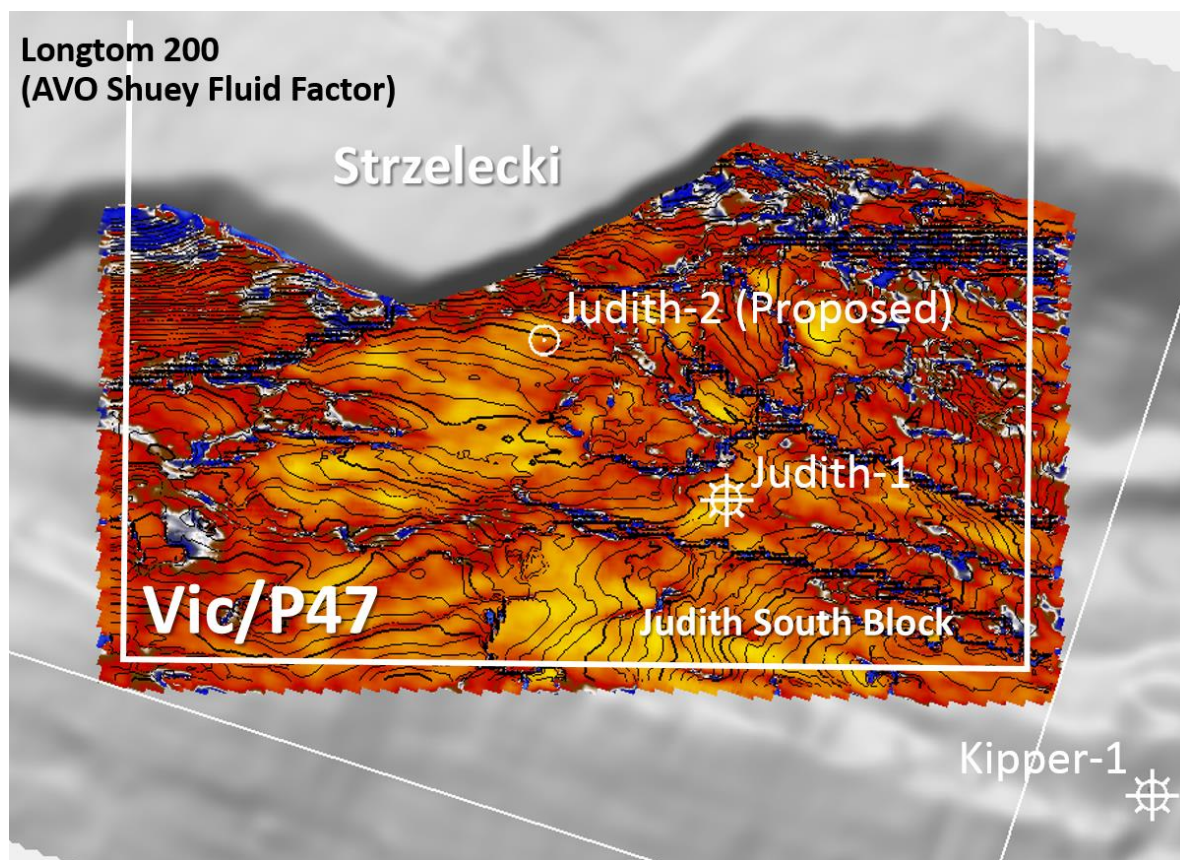 Longtom 200
(AVO Shuey Fluid Factor)
Strzelecki
Judith-2 (Proposed)
Judith-1
Vic/P47
Judith South Block
Kipper-1